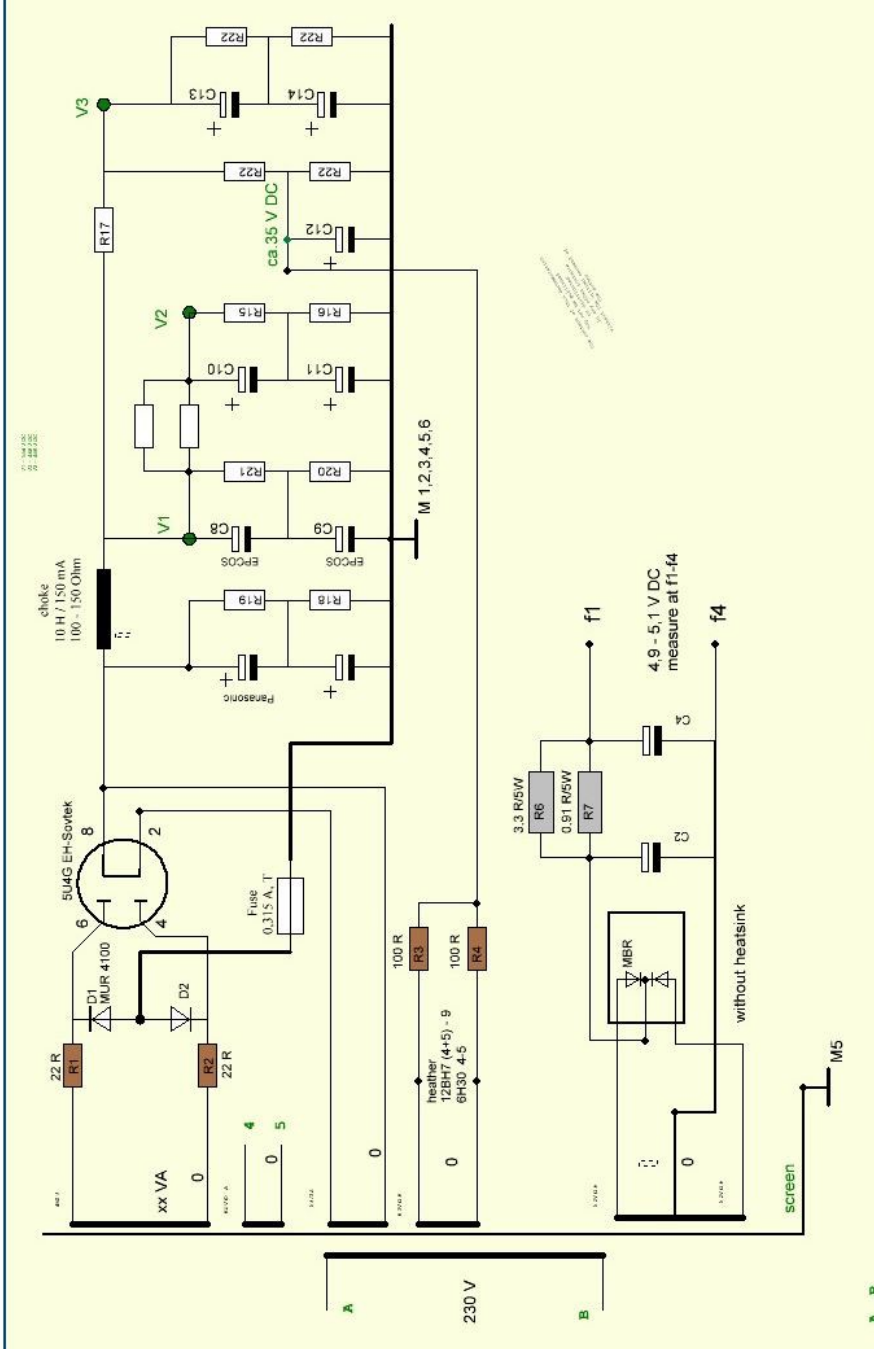 choke
10 H / 150 mA
100 - 150 Ohm
R17
V3
R22
R22
C13
+
C14
+
R22
R22
ca.35 V DC
C12
+
V2
R15
R16
C10
+
C11
+
V1
R21
R20
C8
EPCOS
C9
EPCOS
R19
R18
+
Panasonic
+
M 1,2,3,4,5,6
5U4G EH-Sovtek
6
8
4
2
D1
MUR 4100
D2
22 R
R1
R2
22 R
Fuse
0.315 A, T
xx VA
0
4
0
5
0
100 R
R3
100 R
R4
heather
12BH7 (4+5) - 9
6H30 4-5
0
3.3 R/5W
R6
0.91 R/5W
R7
C2
C4
f1
4,9 - 5,1 V DC
measure at f1-f4
f4
MBR
without heatsink
0
screen
M5
A
230 V
B